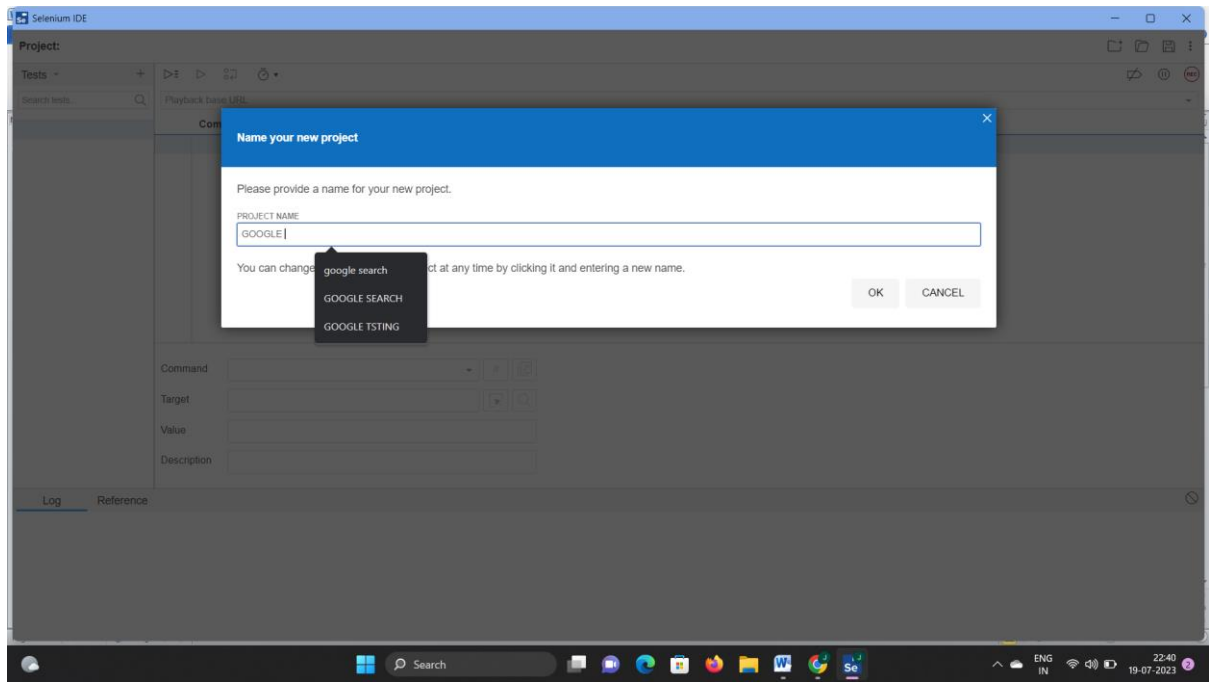 Selenium IDE
Project:
Tests
Search tests...
Playback base URL
Com
Name your new project
Please provide a name for your new project.
PROJECT NAME
GOOGLE
You can change ct at any time by clicking it and entering a new name.
google search
GOOGLE SEARCH
GOOGLE TSTING
OK CANCEL
Command
Target
Value
Description
Log Reference
Search
ENG
IN
22:40
19-07-2023
2